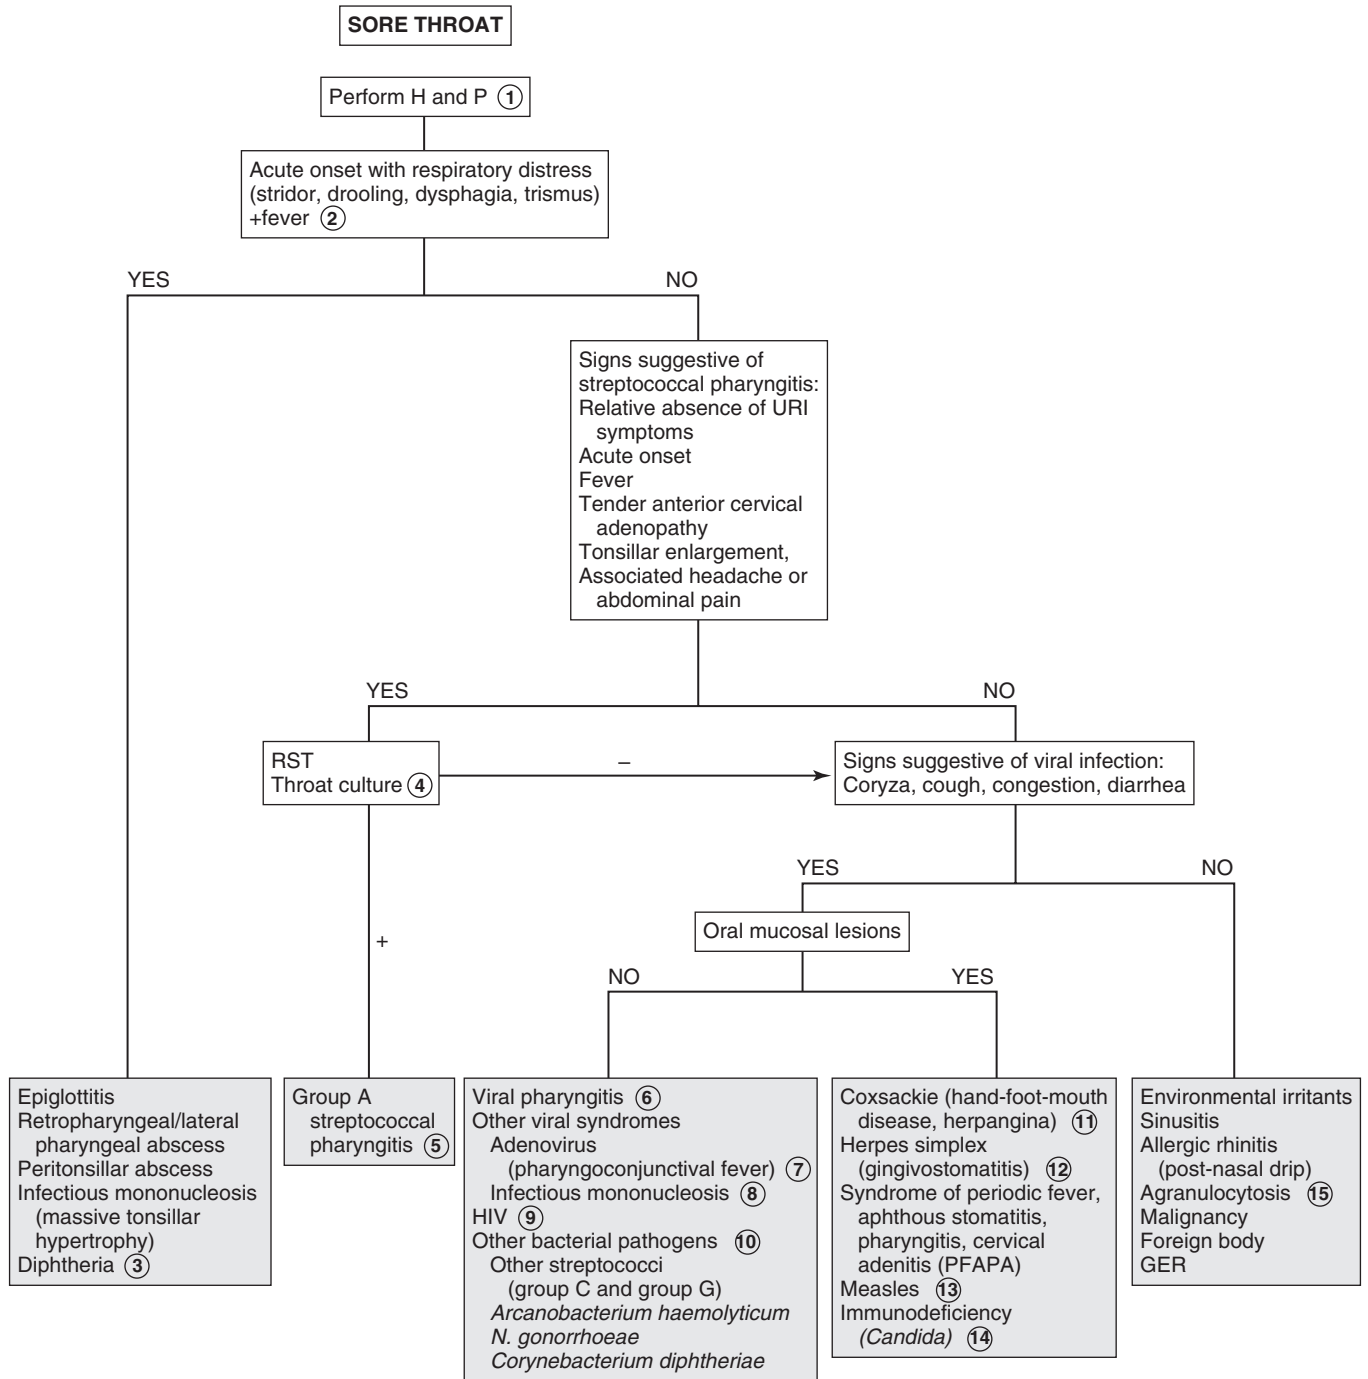 SORE THROAT
Perform H and P 1
Acute onset with respiratory distress
(stridor, drooling, dysphagia, trismus)
+fever 2
YES
NO
Signs suggestive of
streptococcal pharyngitis:
Relative absence of URI
symptoms
Acute onset
Fever
Tender anterior cervical
adenopathy
Tonsillar enlargement,
Associated headache or
abdominal pain
YES
NO
RST
Throat culture 4
–
Signs suggestive of viral infection:
Coryza, cough, congestion, diarrhea
YES
NO
+
Oral mucosal lesions
NO
YES
Epiglottitis
Retropharyngeal/lateral
pharyngeal abscess
Peritonsillar abscess
Infectious mononucleosis
(massive tonsillar
hypertrophy)
Diphtheria 3
Group A
streptococcal
pharyngitis 5
Viral pharyngitis 6
Other viral syndromes
Adenovirus
(pharyngoconjunctival fever) 7
Infectious mononucleosis 8
HIV 9
Other bacterial pathogens 10
Other streptococci
(group C and group G)
Arcanobacterium haemolyticum
N. gonorrhoeae
Corynebacterium diphtheriae
Coxsackie (hand-foot-mouth
disease, herpangina) 11
Herpes simplex
(gingivostomatitis) 12
Syndrome of periodic fever,
aphthous stomatitis,
pharyngitis, cervical
adenitis (PFAPA)
Measles 13
Immunodeficiency
(Candida) 14
Environmental irritants
Sinusitis
Allergic rhinitis
(post-nasal drip)
Agranulocytosis 15
Malignancy
Foreign body
GER